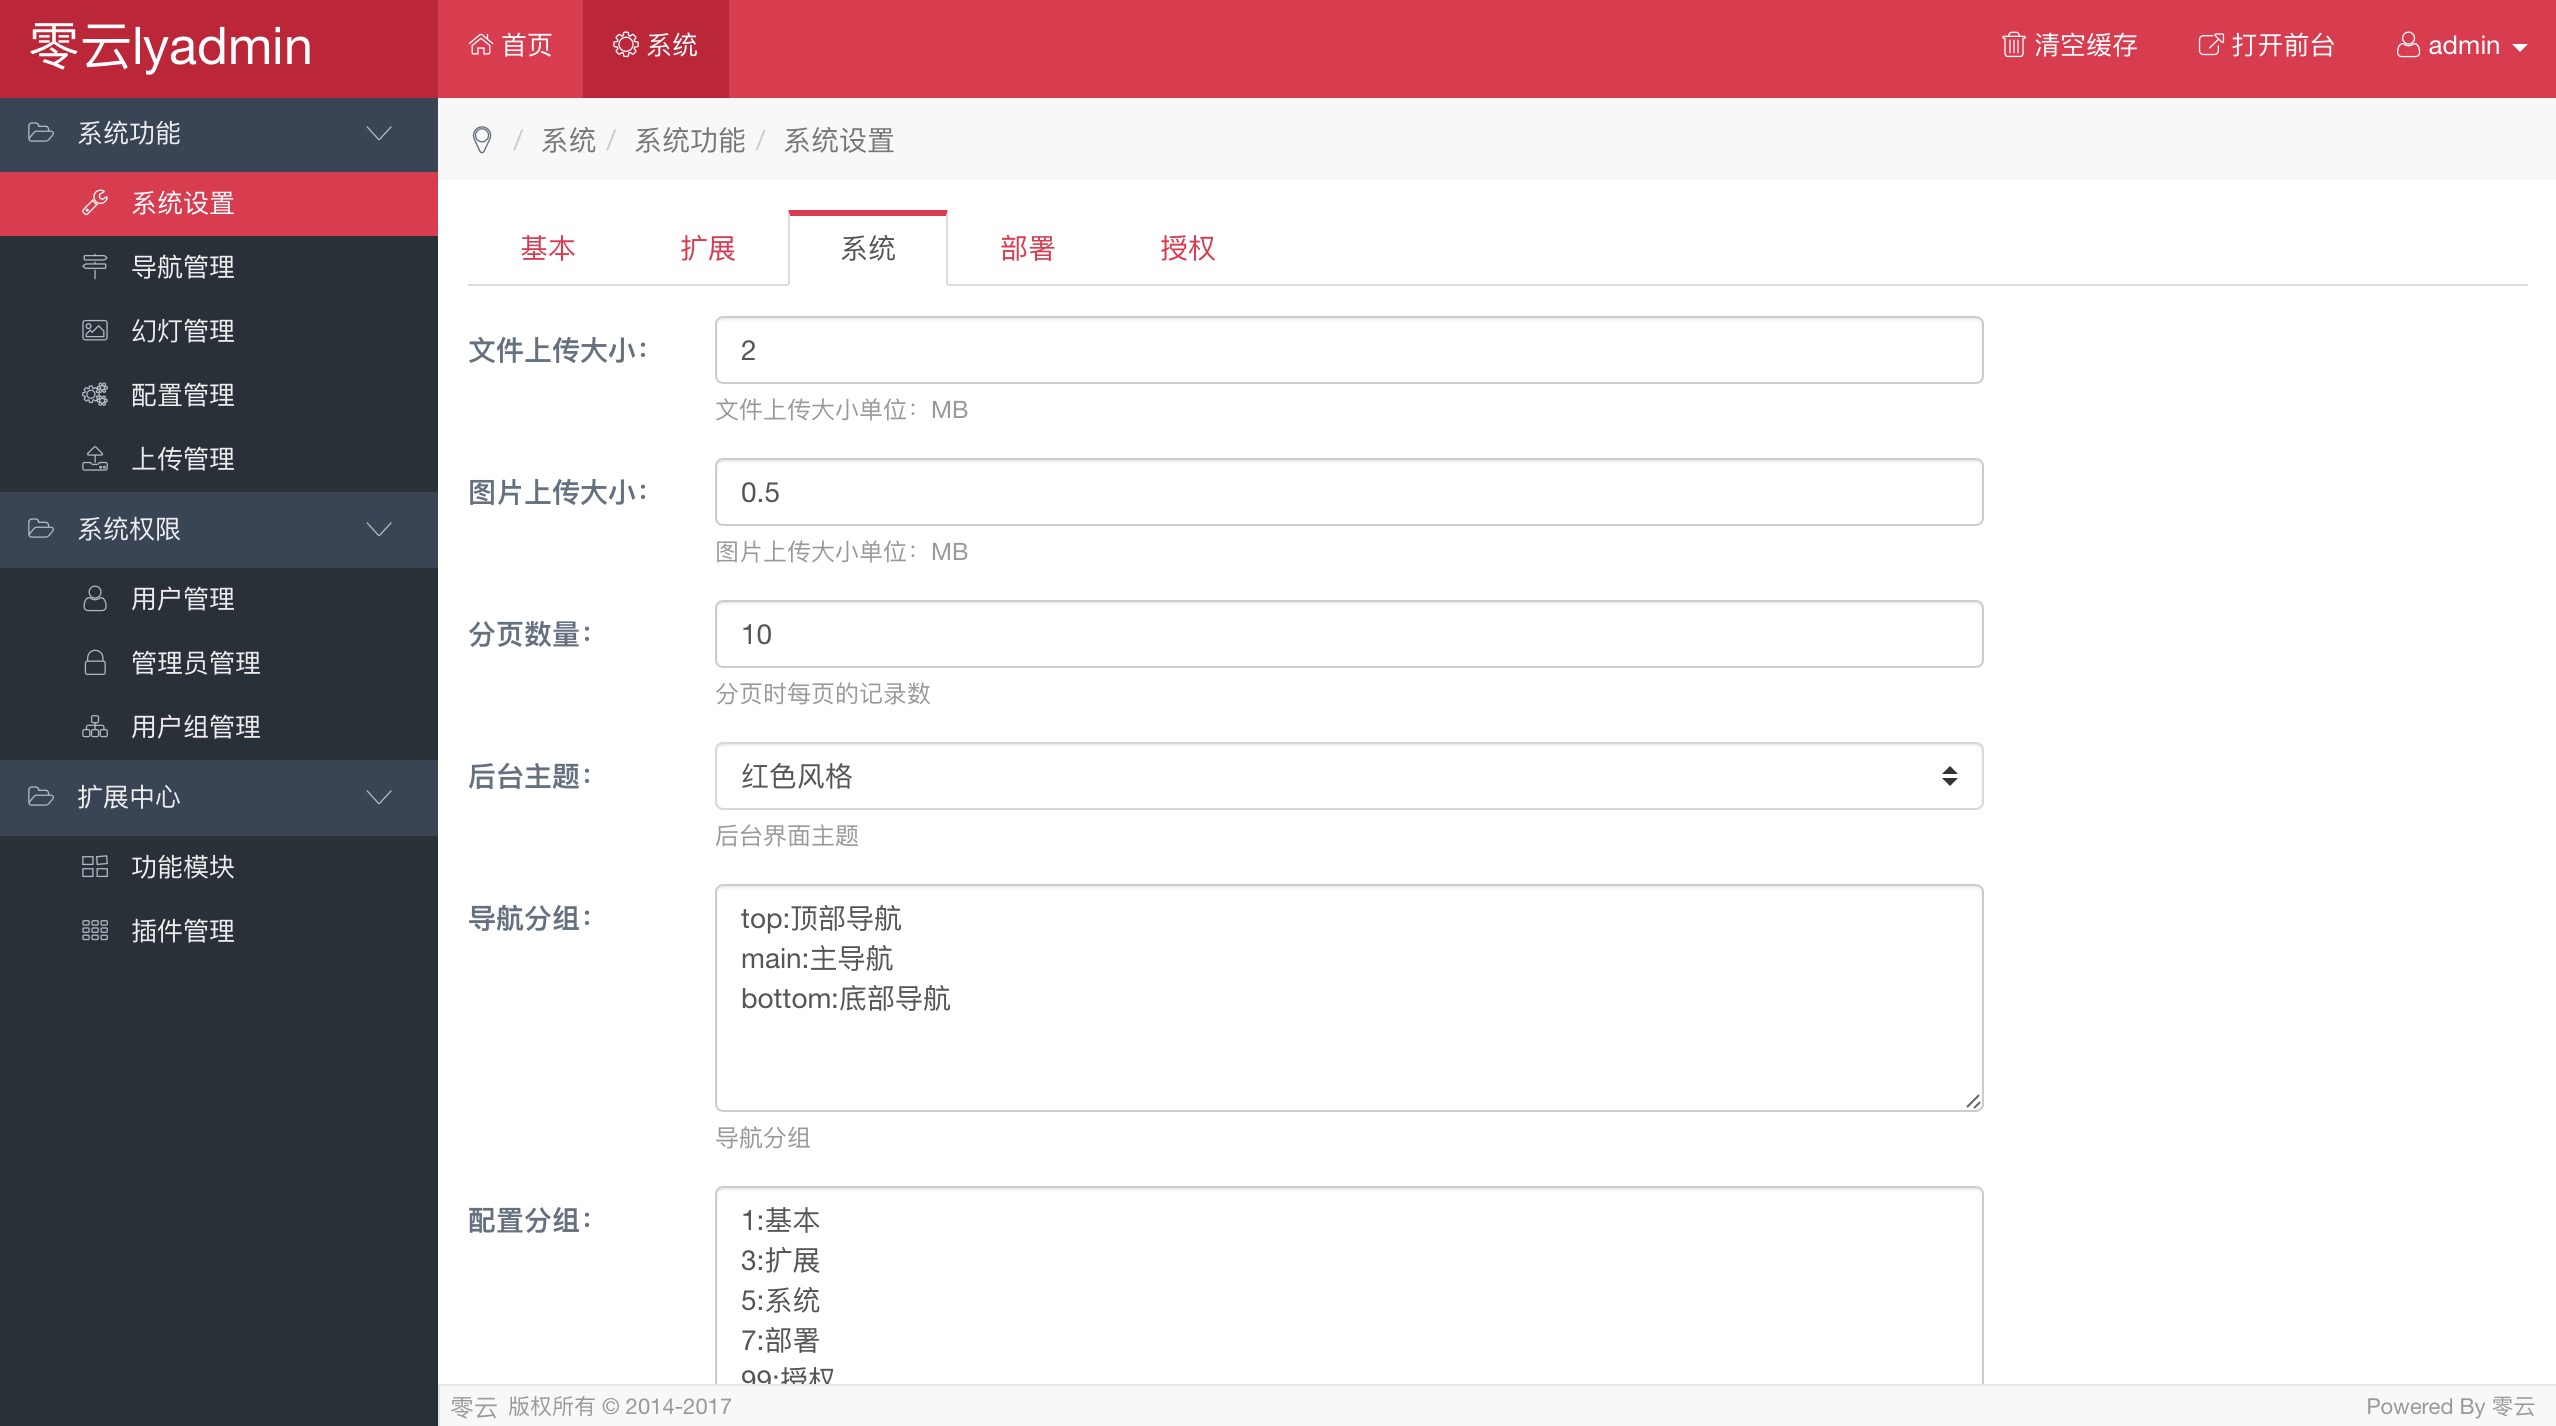 零云lyadmin
首页
系统
清空缓存
打开前台
admin
系统功能
系统设置
导航管理
幻灯管理
配置管理
上传管理
系统权限
用户管理
管理员管理
用户组管理
扩展中心
功能模块
插件管理
/ 系统 / 系统功能 / 系统设置
基本
扩展
系统
部署
授权
文件上传大小：
2
文件上传大小单位：MB
图片上传大小：
0.5
图片上传大小单位：MB
分页数量：
10
分页时每页的记录数
后台主题：
红色风格
后台界面主题
导航分组：
top:顶部导航
main:主导航
bottom:底部导航
导航分组
配置分组：
1:基本
3:扩展
5:系统
7:部署
99:授权
零云 版权所有 © 2014-2017
Powered By 零云